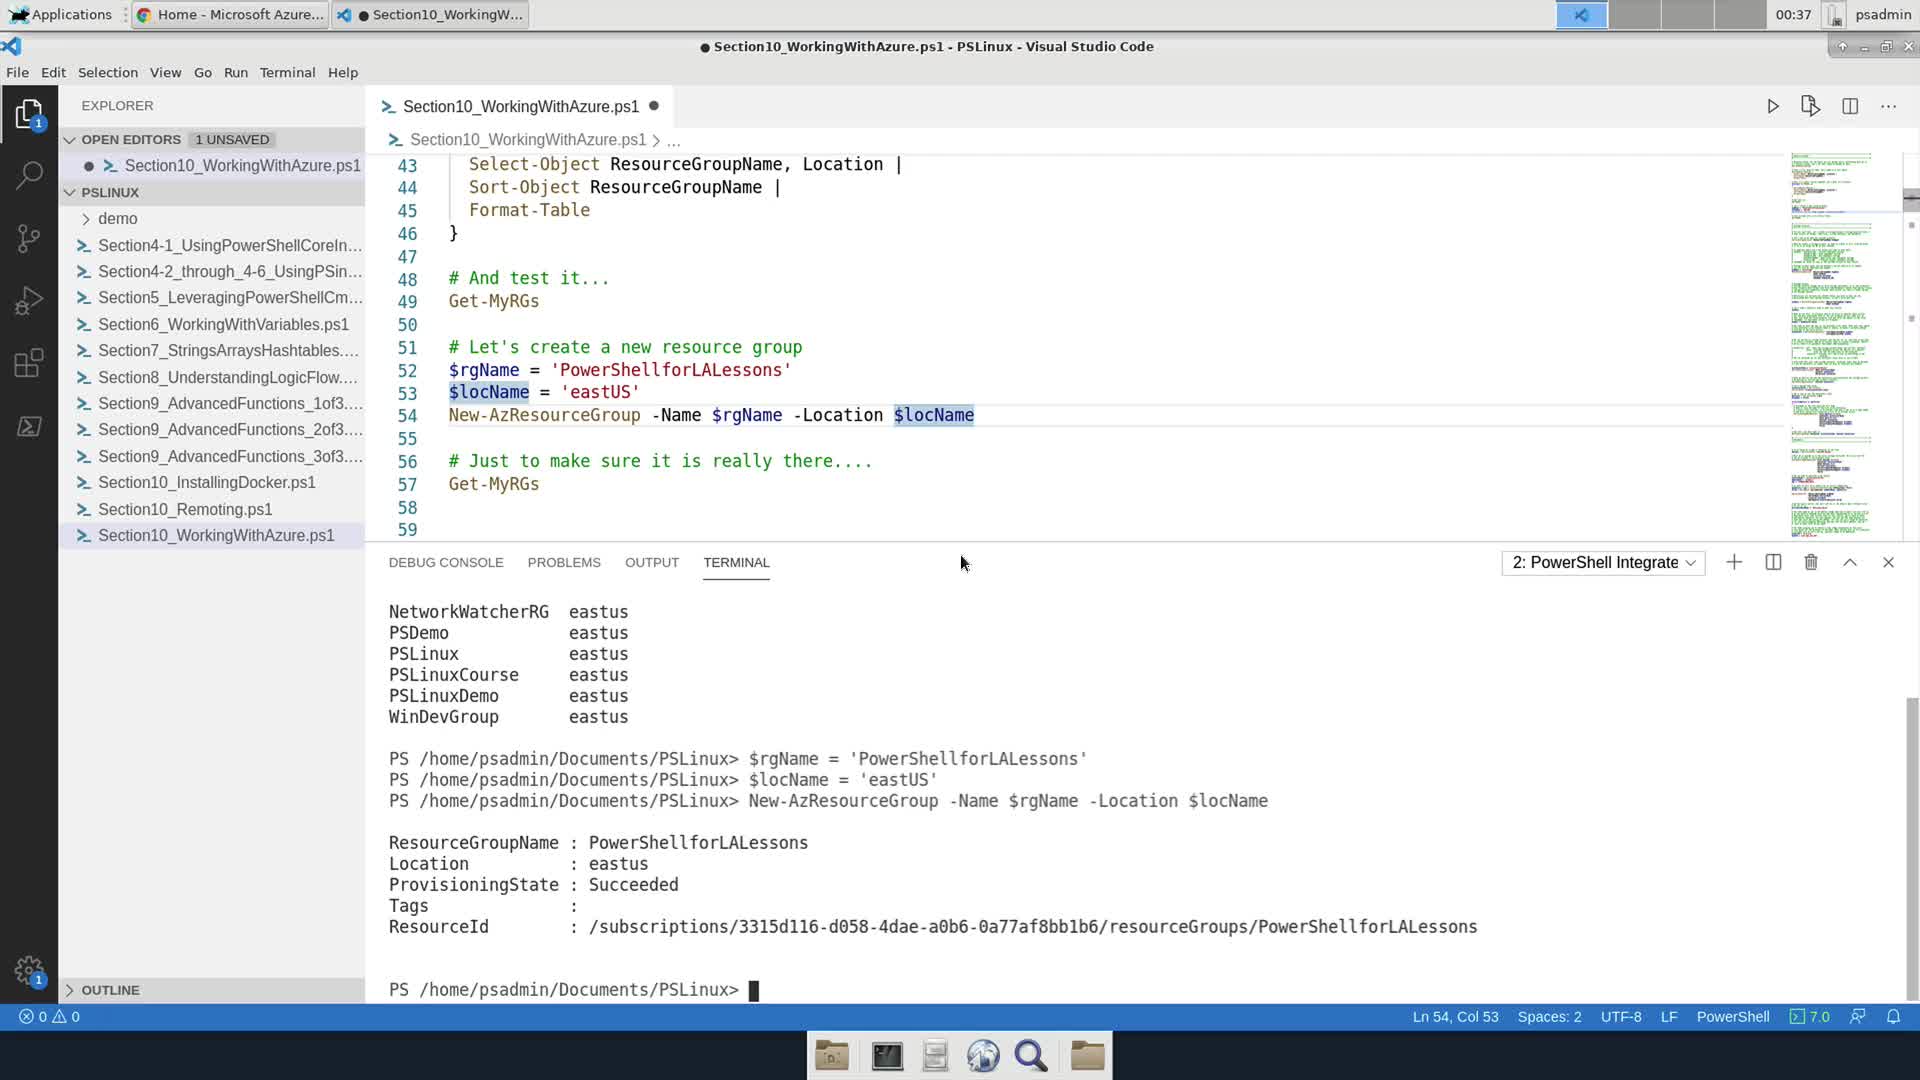 Applications
Home - Microsoft Azure...
● Section10_WorkingW...
00:37
psadmin
● Section10_WorkingWithAzure.ps1 - PSLinux - Visual Studio Code
File Edit Selection View Go Run Terminal Help
EXPLORER
OPEN EDITORS 1 UNSAVED
Section10_WorkingWithAzure.ps1
PSLINUX
demo
Section4-1_UsingPowerShellCoreIn...
Section4-2_through_4-6_UsingPSin...
Section5_LeveragingPowerShellCm...
Section6_WorkingWithVariables.ps1
Section7_StringsArraysHashtables....
Section8_UnderstandingLogicFlow....
Section9_AdvancedFunctions_1of3....
Section9_AdvancedFunctions_2of3....
Section9_AdvancedFunctions_3of3....
Section10_InstallingDocker.ps1
Section10_Remoting.ps1
Section10_WorkingWithAzure.ps1
OUTLINE
1
1
Section10_WorkingWithAzure.ps1
Section10_WorkingWithAzure.ps1 > ...
43 Select-Object ResourceGroupName, Location |
44 Sort-Object ResourceGroupName |
45 Format-Table
46 }
47
48 # And test it...
49 Get-MyRGs
50
51 # Let's create a new resource group
52 $rgName = 'PowerShellforLALessons'
53 $locName = 'eastUS'
54 New-AzResourceGroup -Name $rgName -Location $locName
55
56 # Just to make sure it is really there....
57 Get-MyRGs
58
59
DEBUG CONSOLE PROBLEMS OUTPUT TERMINAL
2: PowerShell Integrate
NetworkWatcherRG eastus
PSDemo eastus
PSLinux eastus
PSLinuxCourse eastus
PSLinuxDemo eastus
WinDevGroup eastus
PS /home/psadmin/Documents/PSLinux> $rgName = 'PowerShellforLALessons'
PS /home/psadmin/Documents/PSLinux> $locName = 'eastUS'
PS /home/psadmin/Documents/PSLinux> New-AzResourceGroup -Name $rgName -Location $locName
ResourceGroupName : PowerShellforLALessons
Location : eastus
ProvisioningState : Succeeded
Tags :
ResourceId : /subscriptions/3315d116-d058-4dae-a0b6-0a77af8bb1b6/resourceGroups/PowerShellforLALessons
PS /home/psadmin/Documents/PSLinux>
0 0
Ln 54, Col 53 Spaces: 2 UTF-8 LF PowerShell 7.0